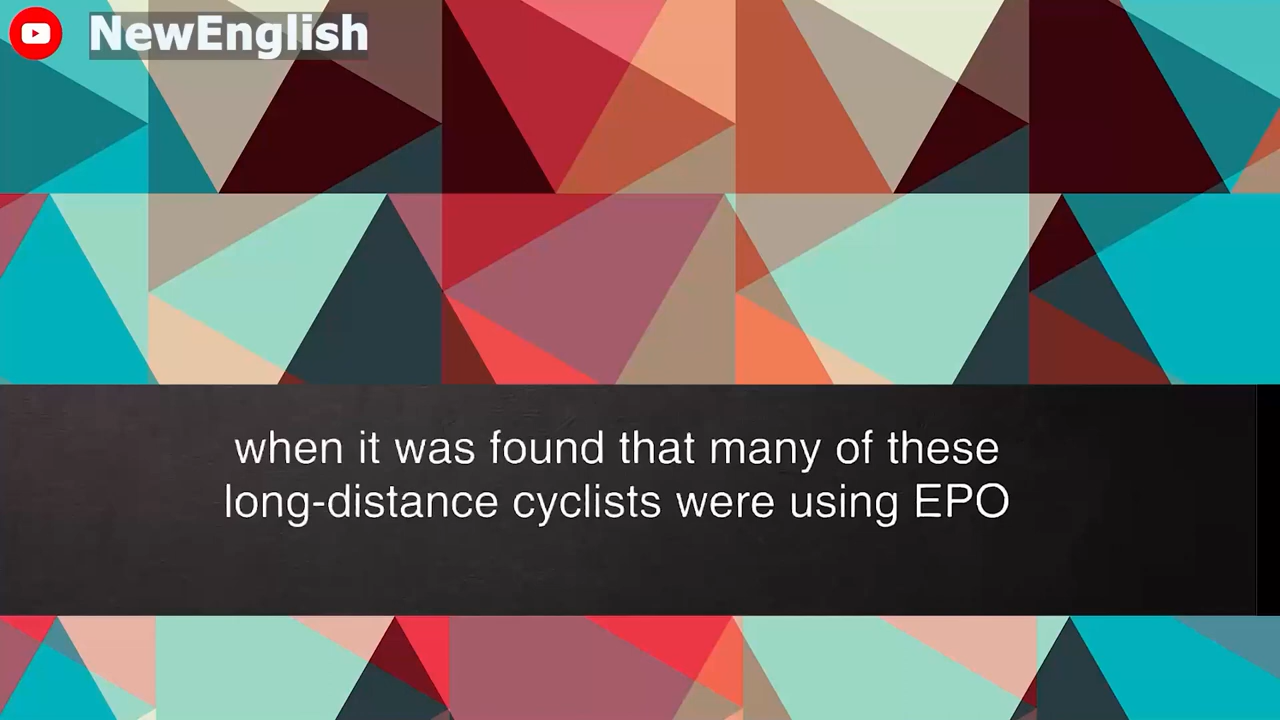 NewEnglish
when it was found that many of these
long-distance cyclists were using EPO